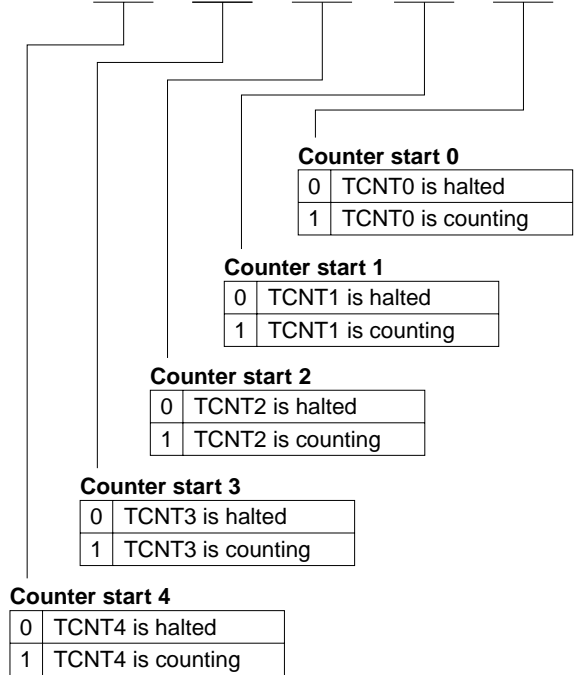 Counter start 0
0 TCNT0 is halted
1 TCNT0 is counting
Counter start 1
0 TCNT1 is halted
1 TCNT1 is counting
Counter start 2
0 TCNT2 is halted
1 TCNT2 is counting
Counter start 3
0 TCNT3 is halted
1 TCNT3 is counting
Counter start 4
0 TCNT4 is halted
1 TCNT4 is counting